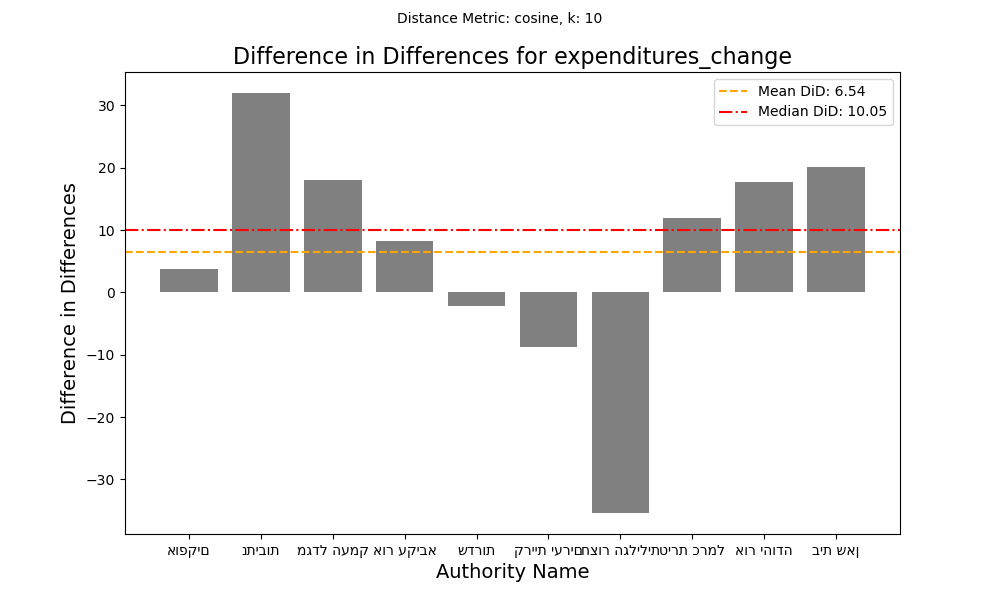 Distance Metric: cosine, k: 10
Difference in Differences for expenditures_change
Mean DiD: 6.54
Median DiD: 10.05
Difference in Differences
30
20
10
0
−10
−20
−30
אופקים נתיבות מגדל העמק אור עקיבא שדרות קריית יערים חצור הגלילית טירת כרמל אור יהודה בית שאן
Authority Name